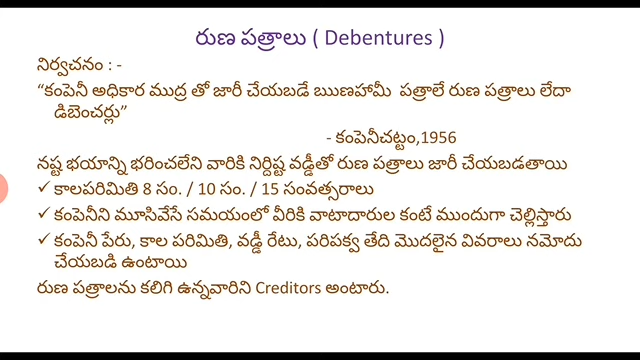 రుణ పత్రాలు ( Debentures )
నిర్వచనం : -
“కంపెనీ అధికార ముద్ర తో జారీ చేయబడే ఋణహామీ పత్రాలే రుణ పత్రాలు లేదా
డిబెంచర్లు”
- కంపెనీచట్టం,1956
నష్ట భయాన్ని భరించలేని వారికి నిర్దిష్ట వడ్డీతో రుణ పత్రాలు జారీ చేయబడతాయి
✓ కాలపరిమితి 8 సం. / 10 సం. / 15 సంవత్సరాలు
✓ కంపెనీని మూసివేసే సమయంలో వీరికి వాటాదారుల కంటే ముందుగా చెల్లిస్తారు
✓ కంపెనీ పేరు, కాల పరిమితి, వడ్డీ రేటు, పరిపక్వ తేది మొదలైన వివరాలు నమోదు
చేయబడి ఉంటాయి
రుణ పత్రాలను కలిగి ఉన్నవారిని Creditors అంటారు.